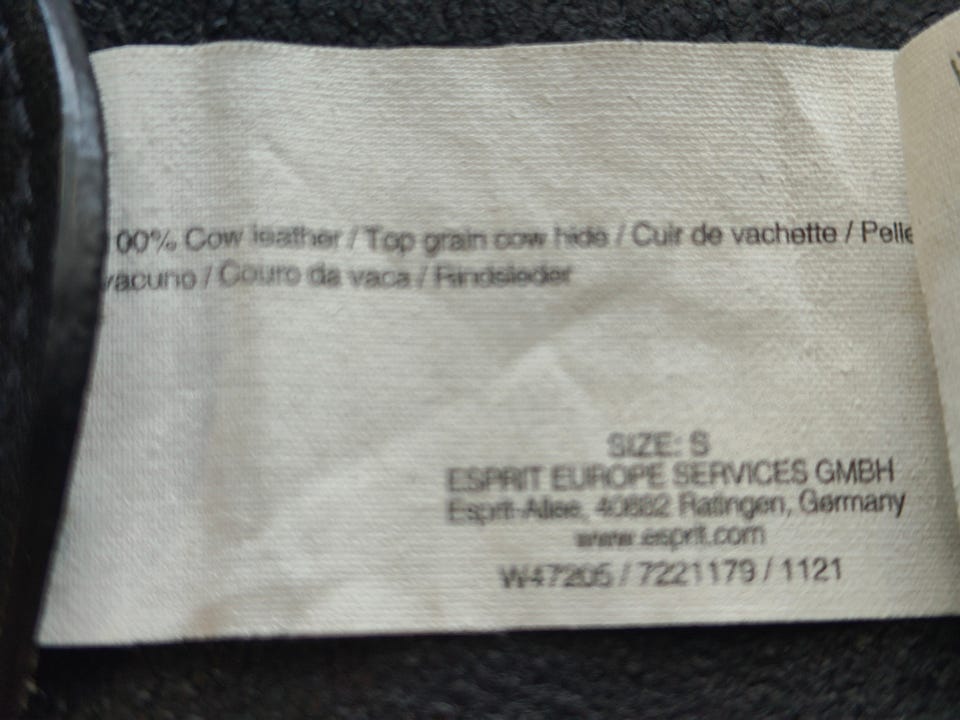 00% Cow leather / Top grain cow hide / Cuir de vachette / Pelle
vacuno / Couro da vaca / Rindsleder
SIZE: S
ESPRIT EUROPE SERVICES GMBH
Esprit-Allee, 40882 Ratingen, Germany
www.esprit.com
W47205 / 7221179 / 1121